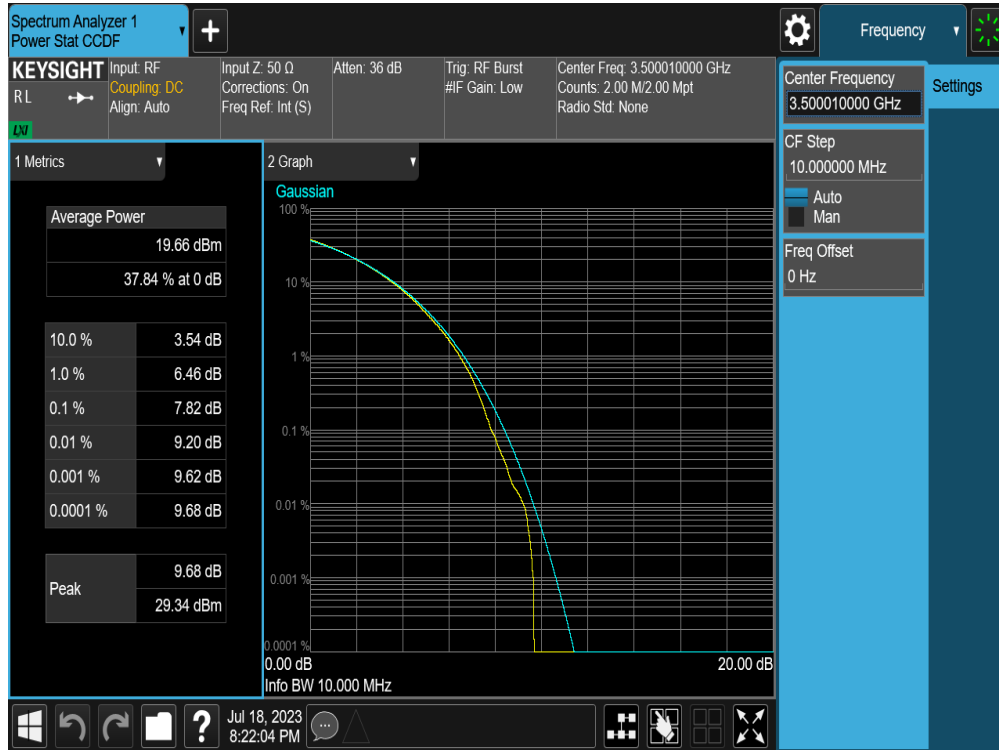 Spectrum Analyzer 1
Power Stat CCDF
+
Frequency
KEYSIGHT
R L
LXI
Input: RF
Coupling: DC
Align: Auto
Input Z: 50 Ω
Corrections: On
Freq Ref: Int (S)
Atten: 36 dB
Trig: RF Burst
#IF Gain: Low
Center Freq: 3.500010000 GHz
Counts: 2.00 M/2.00 Mpt
Radio Std: None
Center Frequency
3.500010000 GHz
Settings
CF Step
10.000000 MHz
Auto
Man
Freq Offset
0 Hz
1 Metrics
Average Power
19.66 dBm
37.84 % at 0 dB
10.0 % 3.54 dB
1.0 % 6.46 dB
0.1 % 7.82 dB
0.01 % 9.20 dB
0.001 % 9.62 dB
0.0001 % 9.68 dB
Peak
9.68 dB
29.34 dBm
2 Graph
Gaussian
100 %
10 %
1 %
0.1 %
0.01 %
0.001 %
0.0001 %
0.00 dB 20.00 dB
Info BW 10.000 MHz
?
Jul 18, 2023
8:22:04 PM